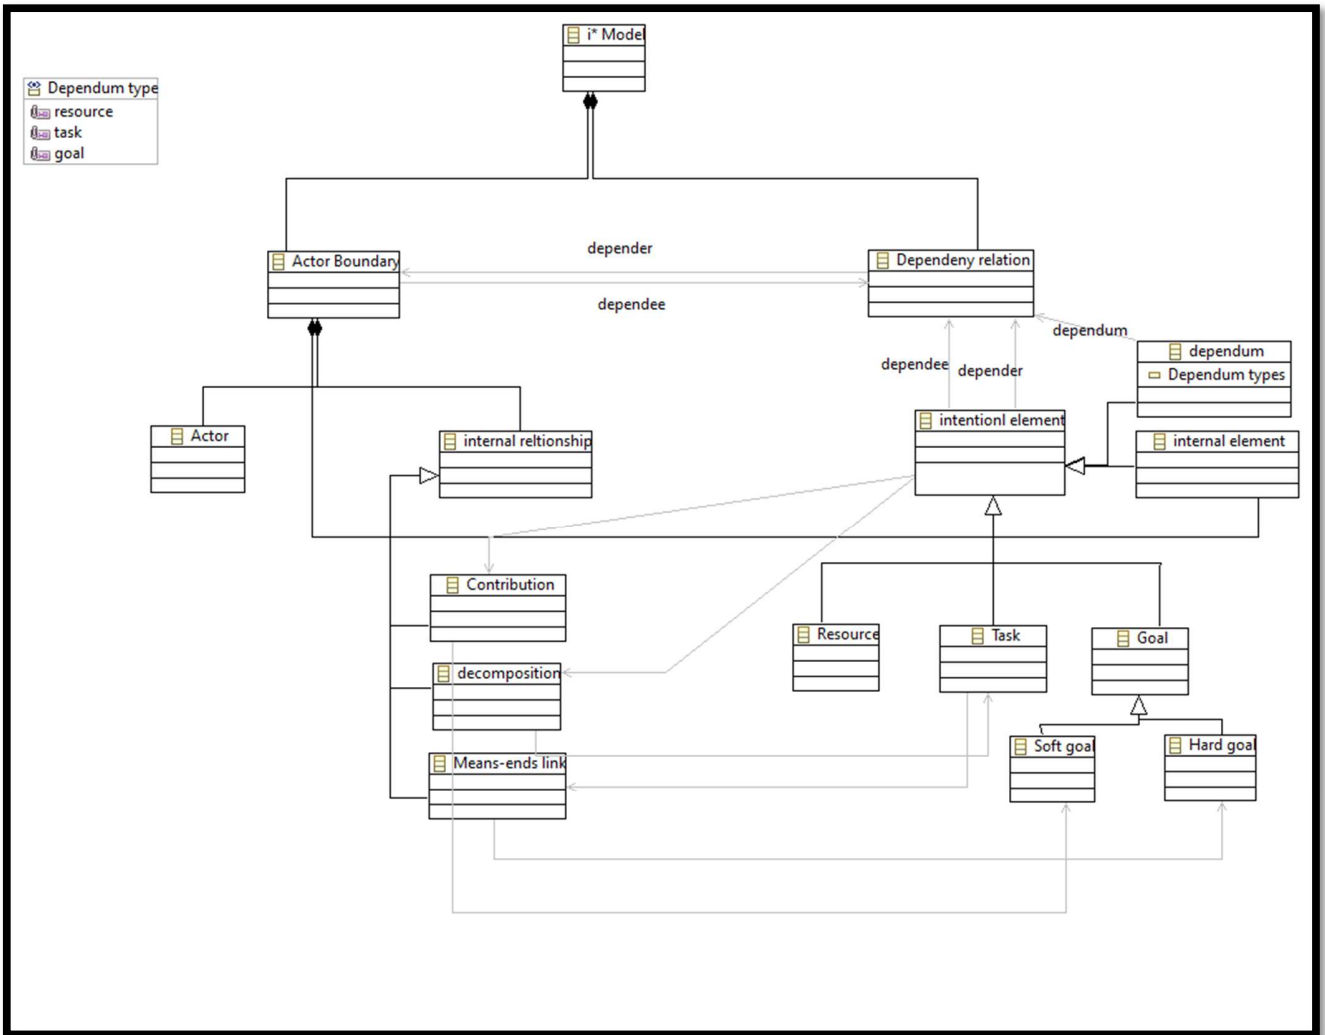 i* Model
Dependum type
resource
task
goal
depender
Actor Boundary
Dependeny relation
dependee
dependum
dependum
dependee
depender
Dependum types
intentionl element
Actor
internal reltionship
internal element
Contribution
Resource
Task
Goal
decomposition
Soft goal
Hard goal
Means-ends link